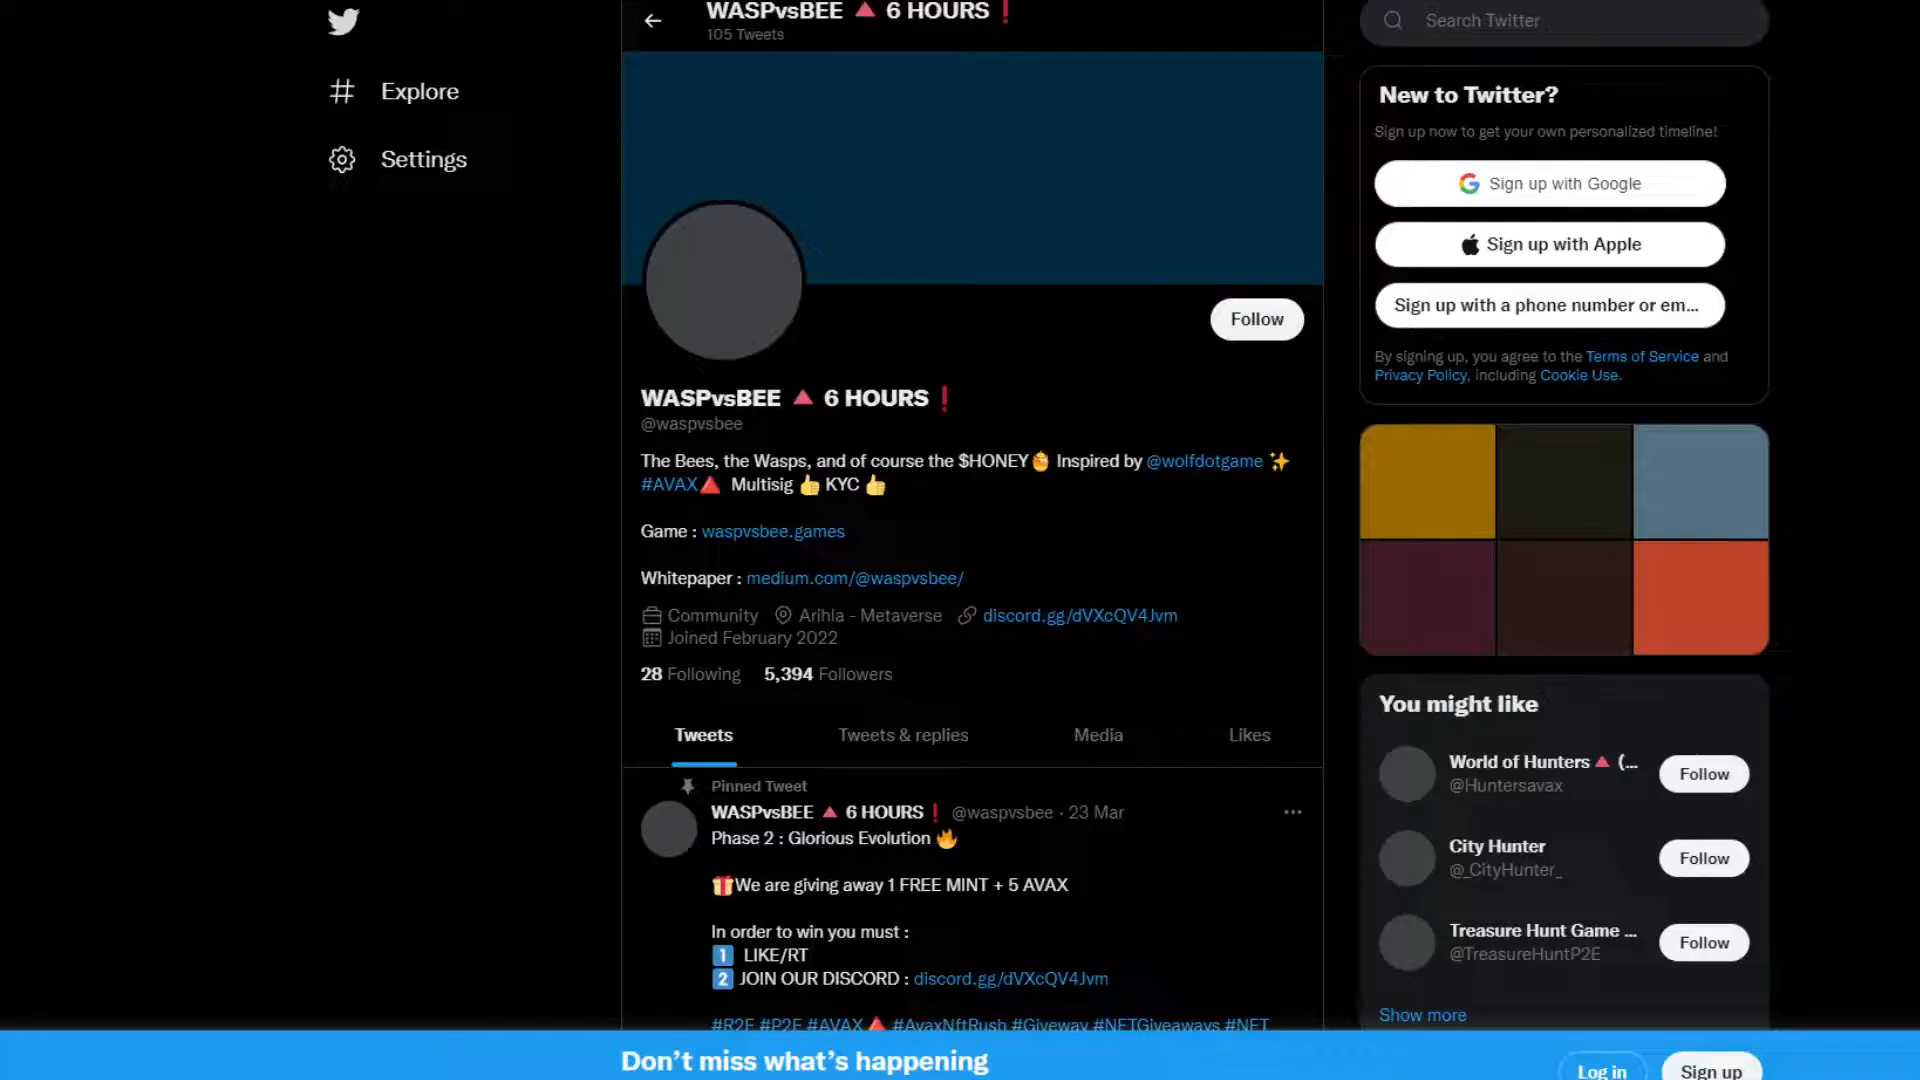 WASPvsBEE 🔺 6 HOURS❗
105 Tweets
Search Twitter
Explore
Settings
New to Twitter?
Sign up now to get your own personalized timeline!
Sign up with Google
Sign up with Apple
Sign up with a phone number or em...
By signing up, you agree to the Terms of Service and
Privacy Policy, including Cookie Use.
Follow
WASPvsBEE 🔺 6 HOURS❗
@waspvsbee
The Bees, the Wasps, and of course the $HONEY🍯 Inspired by @wolfdotgame ✨
#AVAX🔺 Multisig 👍 KYC 👍
Game : waspvsbee.games
Whitepaper : medium.com/@waspvsbee/
Community Arihla - Metaverse discord.gg/dVXcQV4Jvm
Joined February 2022
28 Following 5,394 Followers
Tweets Tweets & replies Media Likes
Pinned Tweet
WASPvsBEE 🔺 6 HOURS❗ @waspvsbee · 23 Mar
Phase 2 : Glorious Evolution 🔥
🎁We are giving away 1 FREE MINT + 5 AVAX
In order to win you must :
1️⃣ LIKE/RT
2️⃣ JOIN OUR DISCORD : discord.gg/dVXcQV4Jvm
#R2E #P2E #AVAX🔺 #AvaxNftRush #Giveway #NFTGiveaways #NFT
You might like
World of Hunters🔺 (...
@Huntersavax
Follow
City Hunter
@_CityHunter_
Follow
Treasure Hunt Game ...
@TreasureHuntP2E
Follow
Show more
Don't miss what's happening
Log in
Sign up